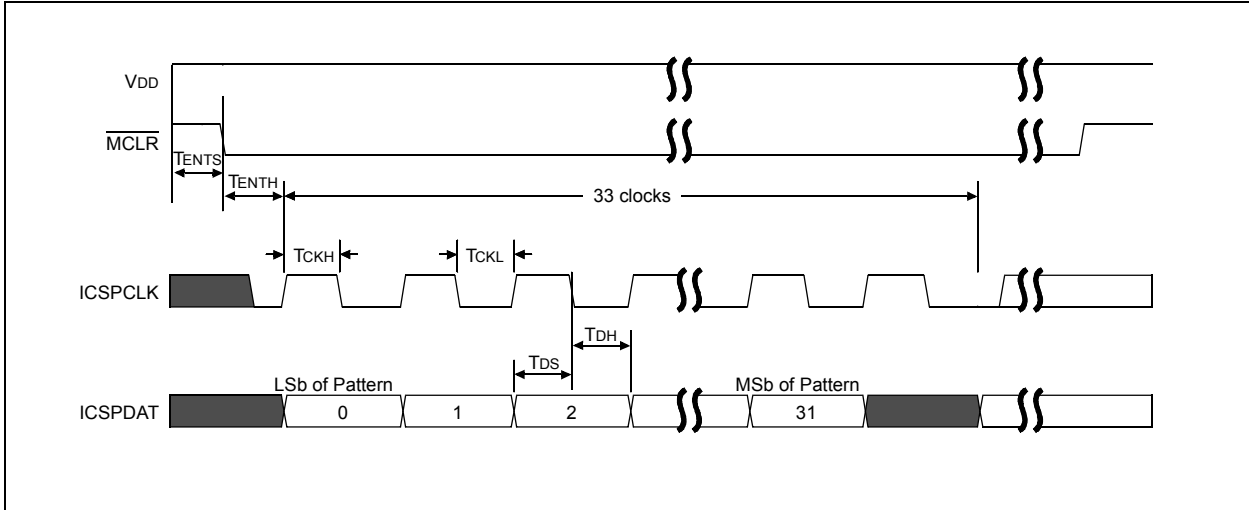 VDD
MCLR
TENTS
TENTH
33 clocks
TCKH
TCKL
ICSPCLK
TDH
TDS
LSb of Pattern
MSb of Pattern
ICSPDAT
0
1
2
31